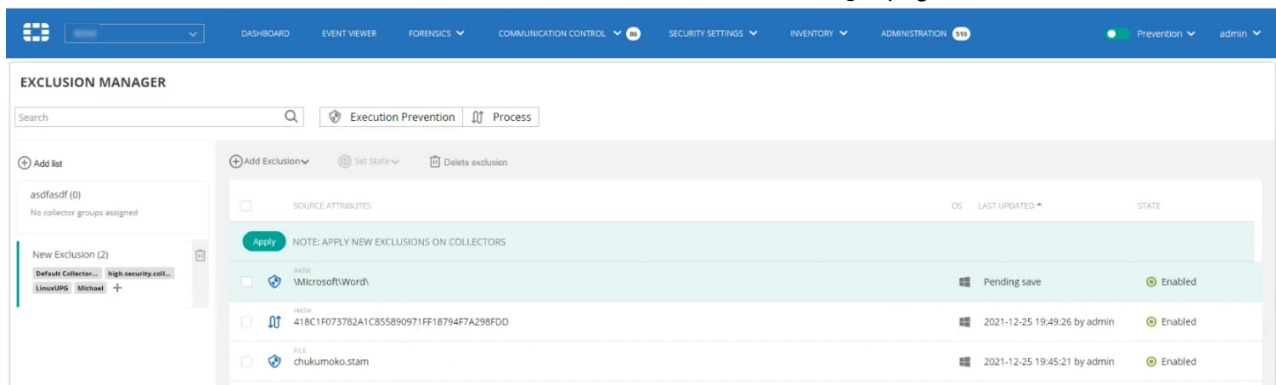 DASHBOARD EVENT VIEWER FORENSICS COMMUNICATION CONTROL 86 SECURITY SETTINGS INVENTORY ADMINISTRATION 510 Prevention admin
EXCLUSION MANAGER
Search Execution Prevention Process
Add list Add Exclusion Set State Delete exclusion
asdfasdf (0)
No collector groups assigned
SOURCE ATTRIBUTES OS LAST UPDATED STATE
Apply NOTE: APPLY NEW EXCLUSIONS ON COLLECTORS
New Exclusion (2)
Default Collector... high.security.coll...
LinuxUPG Michael +
PATH
\Microsoft\Word\ Pending save Enabled
HASH
418C1F073782A1C855890971FF18794F7A298FDD 2021-12-25 19:49:26 by admin Enabled
FILE
chukumoko.stam 2021-12-25 19:45:21 by admin Enabled